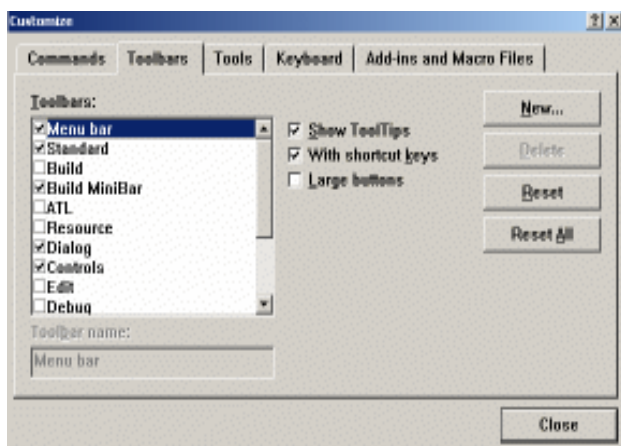 Customize
Commands Toolbars Tools Keyboard Add-ins and Macro Files
Toolbars:
Menu bar
Standard
Build
Build MiniBar
ATL
Resource
Dialog
Controls
Edit
Debug
Show ToolTips
With shortcut keys
Large buttons
New...
Delete
Reset
Reset All
Toolbar name:
Menu bar
Close